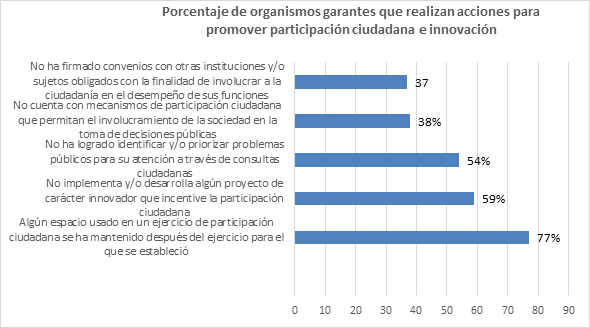 Porcentaje de organismos garantes que realizan acciones para
promover participación ciudadana e innovación
No ha firmado convenios con otras instituciones y/o
sujetos obligados con la finalidad de involucrar a la
ciudadanía en el desempeño de sus funciones
37
No cuenta con mecanismos de participación ciudadana
que permitan el involucramiento de la sociedad en la
toma de decisiones públicas
38%
No ha logrado identificar y/o priorizar problemas
públicos para su atención a través de consultas
ciudadanas
54%
No implementa y/o desarrolla algún proyecto de
carácter innovador que incentive la participación
ciudadana
59%
Algún espacio usado en un ejercicio de participación
ciudadana se ha mantenido después del ejercicio para el
que se estableció
77%
0 10 20 30 40 50 60 70 80 90